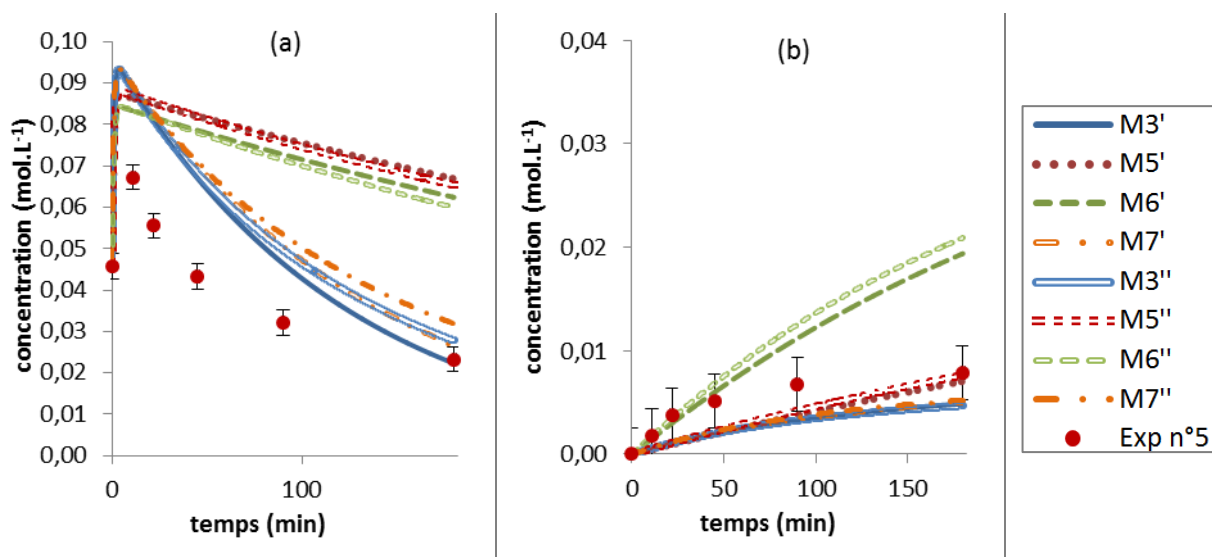 (a)
concentration (mol.L⁻¹)
0,10
0,09
0,08
0,07
0,06
0,05
0,04
0,03
0,02
0,01
0,00
0
100
temps (min)
(b)
concentration (mol.L⁻¹)
0,04
0,03
0,02
0,01
0,00
0
50
100
150
temps (min)
M3'
M5'
M6'
M7'
M3''
M5''
M6''
M7''
Exp n°5